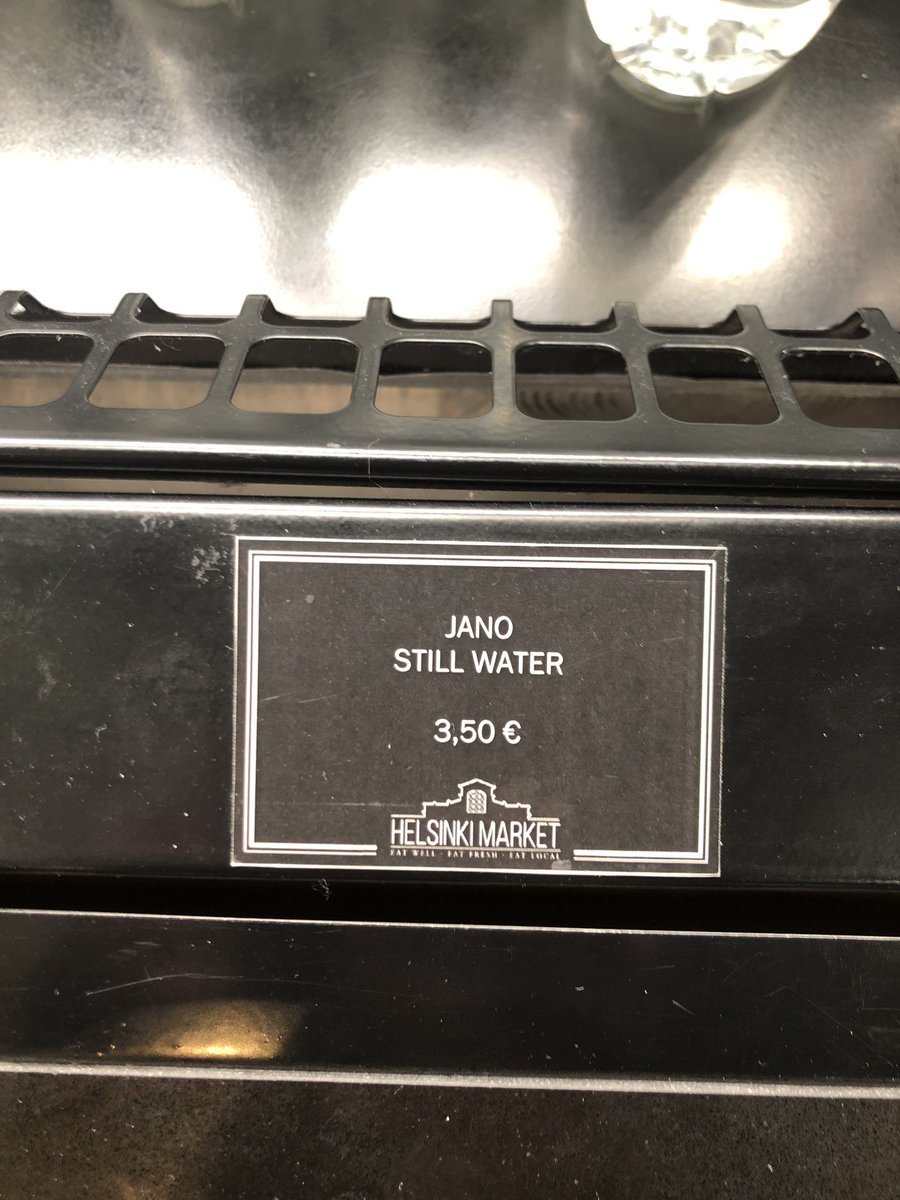 JANO
STILL WATER
3,50 €
HELSINKI MARKET
EAT WELL · EAT FRESH · EAT LOCAL